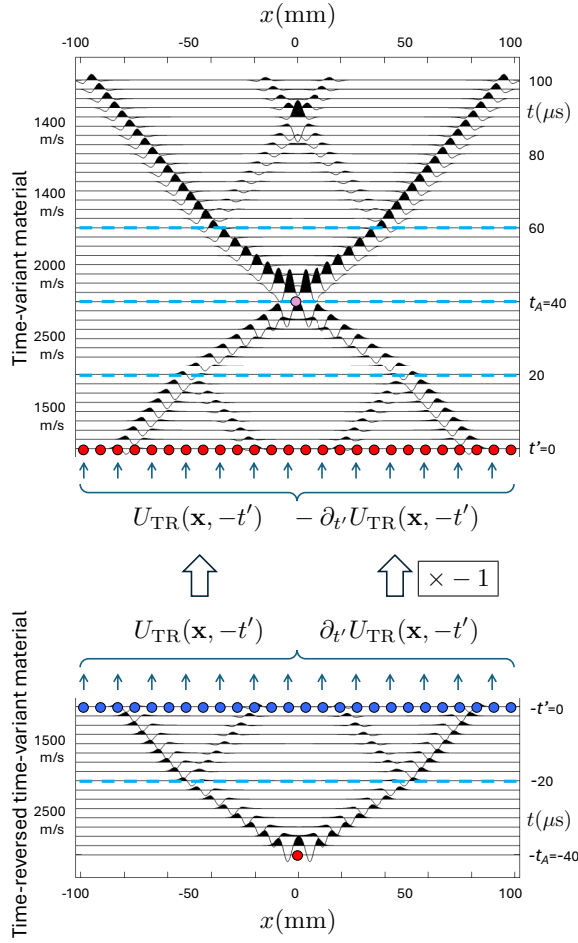 x(mm)
-100 -50 0 50 100
100
t(μs)
1400
m/s
80
1400
m/s
60
2000
m/s
Time-variant material
t_A=40
2500
m/s
20
1500
m/s
t'=0
U_TR(x, −t′) − ∂_t′U_TR(x, −t′)
× − 1
U_TR(x, −t′) ∂_t′U_TR(x, −t′)
-t'=0
1500
m/s
-20
2500
m/s
t(μs)
Time-reversed time-variant material
-t_A=-40
-100 -50 0 50 100
x(mm)